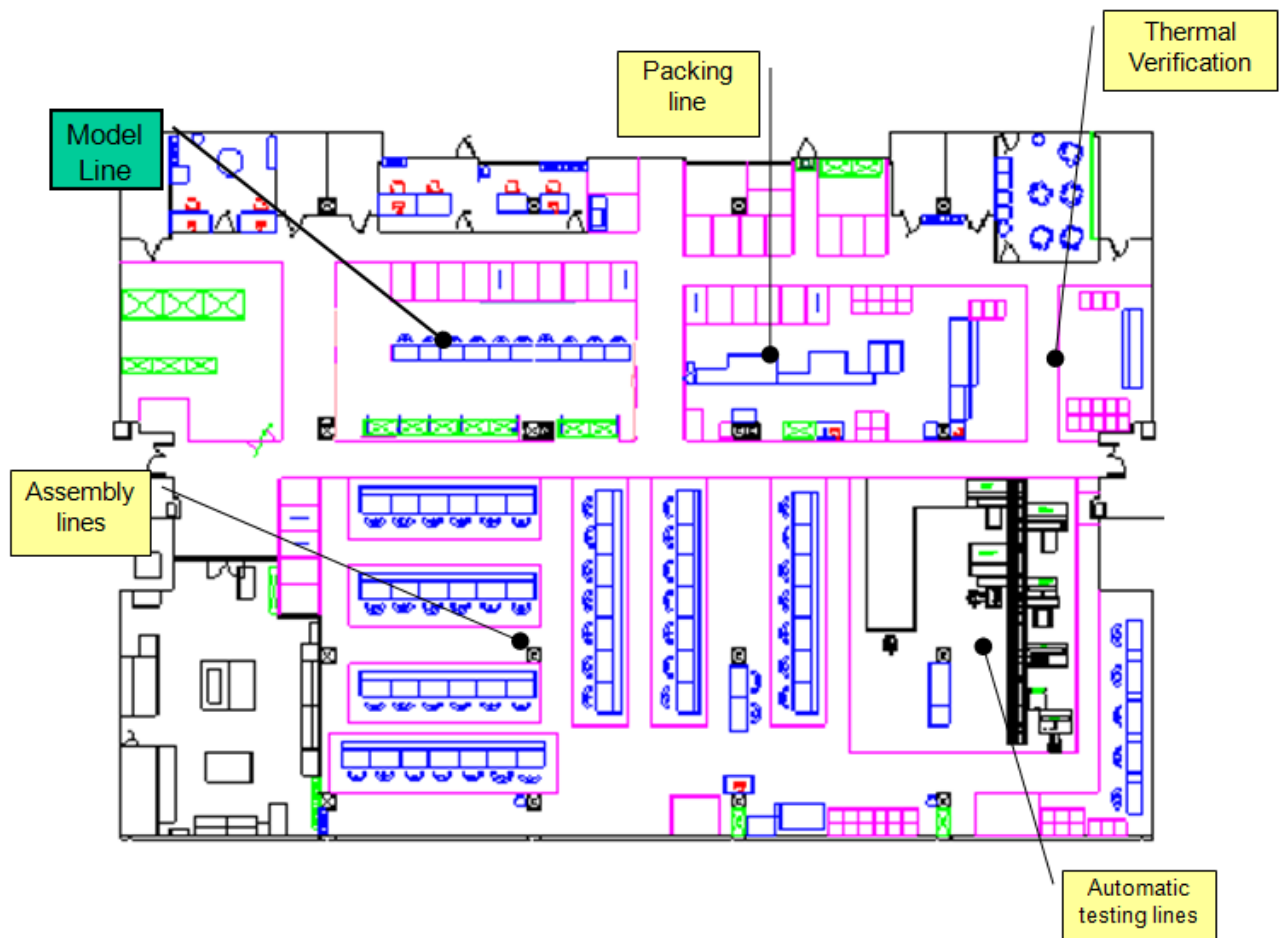 Thermal
Verification
Packing
line
Model
Line
Assembly
lines
Automatic
testing lines